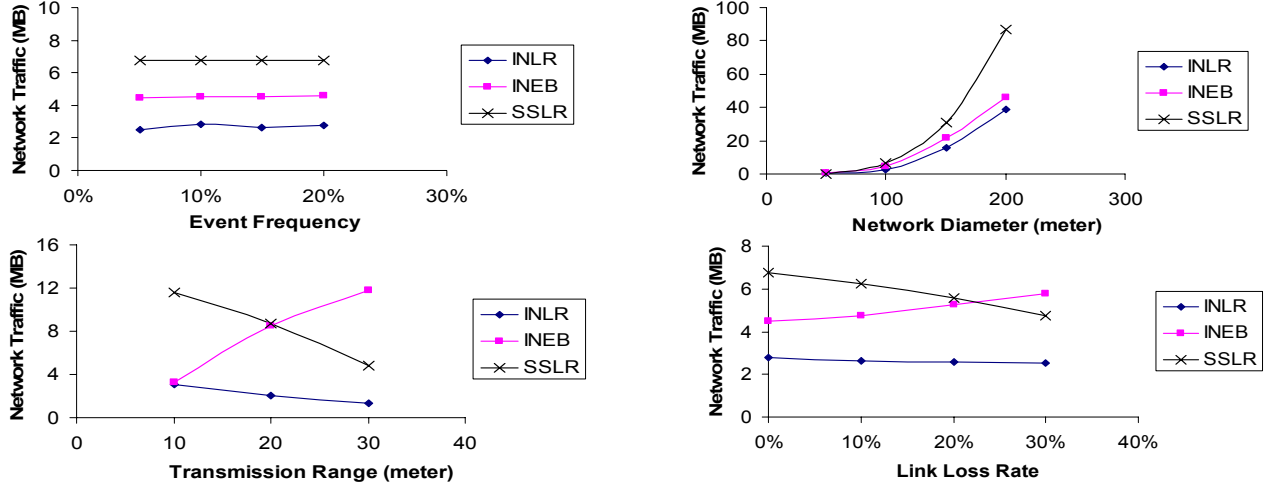 Network Traffic (MB)
10
8
6
4
2
0
0%
10%
20%
30%
Event Frequency
INLR
INEB
SSLR
Network Traffic (MB)
100
80
60
40
20
0
0
100
200
300
Network Diameter (meter)
INLR
INEB
SSLR
Network Traffic (MB)
16
12
8
4
0
0
10
20
30
40
Transmission Range (meter)
INLR
INEB
SSLR
Network Traffic (MB)
8
6
4
2
0
0%
10%
20%
30%
40%
Link Loss Rate
INLR
INEB
SSLR